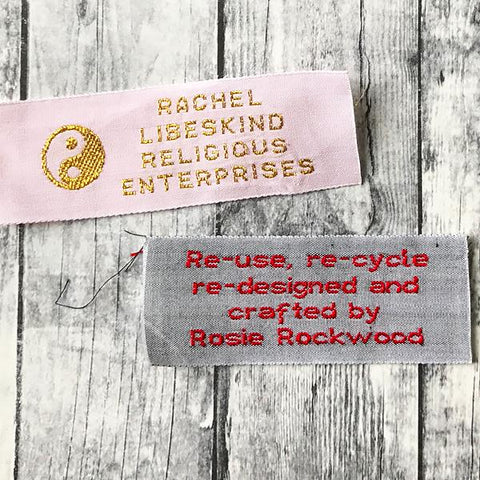 RACHEL
LIBESKIND
RELIGIOUS
ENTERPRISES
Re-use, re-cycle
re-designed and
crafted by
Rosie Rockwood